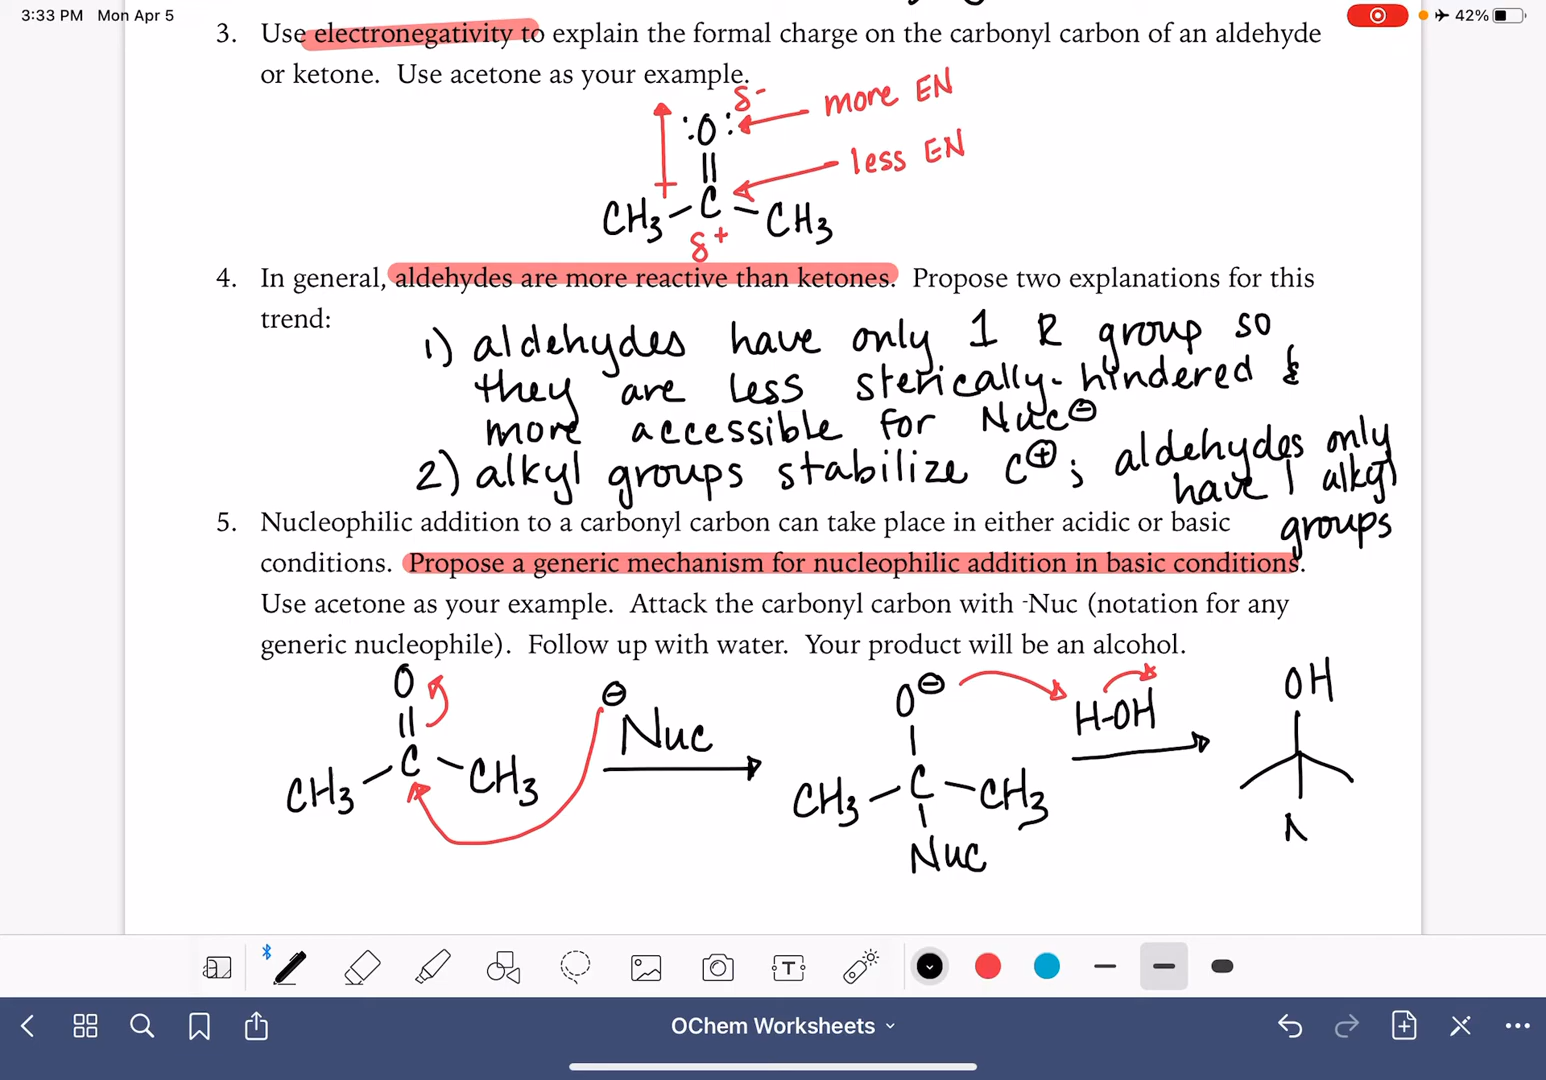 3:33 PM Mon Apr 5
42%
3. Use electronegativity to explain the formal charge on the carbonyl carbon of an aldehyde
or ketone. Use acetone as your example.
δ-
:O:
more EN
less EN
CH3-C-CH3
δ+
4. In general, aldehydes are more reactive than ketones. Propose two explanations for this
trend:
1) aldehydes have only 1 R group so
they are less sterically-hindered &
more accessible for Nuc⊖
2) alkyl groups stabilize C⊕; aldehydes only
have 1 alkyl
groups
5. Nucleophilic addition to a carbonyl carbon can take place in either acidic or basic
conditions. Propose a generic mechanism for nucleophilic addition in basic conditions.
Use acetone as your example. Attack the carbonyl carbon with -Nuc (notation for any
generic nucleophile). Follow up with water. Your product will be an alcohol.
O
CH3-C-CH3
⊖
Nuc
O⊖
CH3-C-CH3
Nuc
H-OH
OH
T
OChem Worksheets